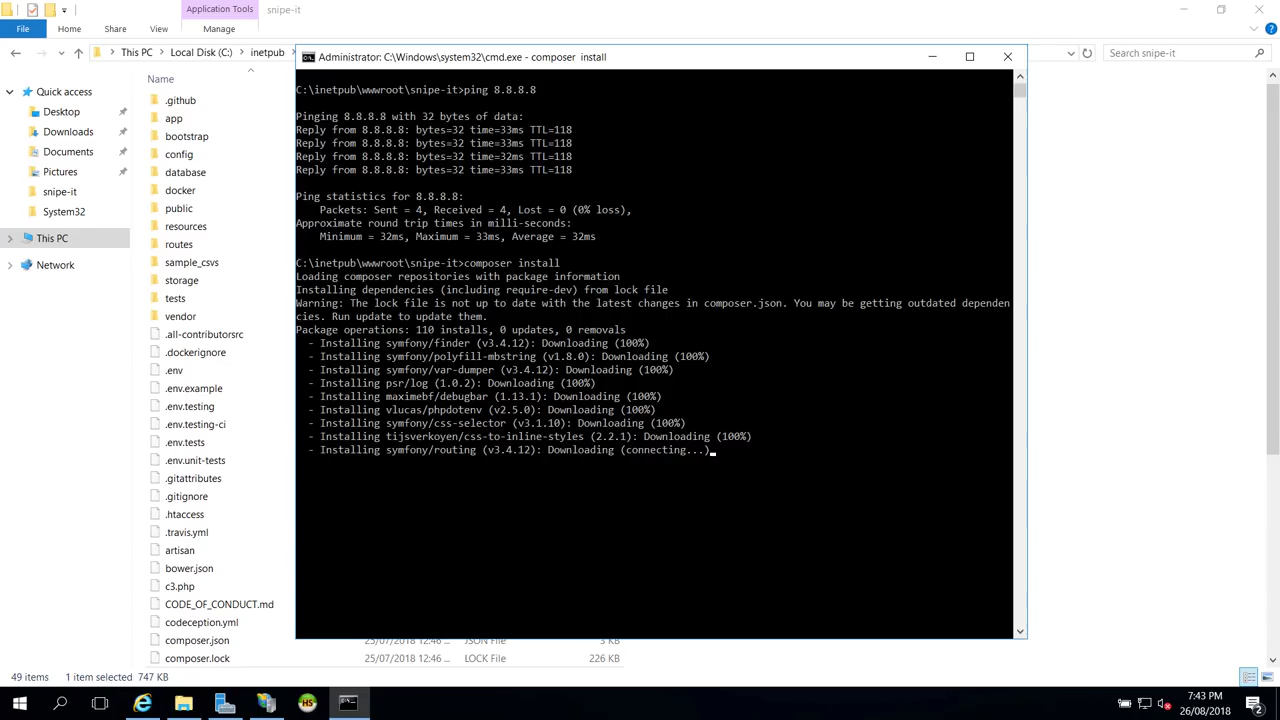 Application Tools
snipe-it
File
Home
Share
View
Manage
This PC
Local Disk (C:)
inetpub
Search snipe-it
Name
Quick access
Desktop
Downloads
Documents
Pictures
snipe-it
System32
This PC
Network
.github
app
bootstrap
config
database
docker
public
resources
routes
sample_csvs
storage
tests
vendor
.all-contributorsrc
.dockerignore
.env
.env.example
.env.testing
.env.testing-ci
.env.tests
.env.unit-tests
.gitattributes
.gitignore
.htaccess
.travis.yml
artisan
bower.json
c3.php
CODE_OF_CONDUCT.md
codeception.yml
composer.json 25/07/2018 12:46 ... JSON File 3 KB
composer.lock 25/07/2018 12:46 ... LOCK File 226 KB
Administrator: C:\Windows\system32\cmd.exe - composer install
C:\inetpub\wwwroot\snipe-it>ping 8.8.8.8
Pinging 8.8.8.8 with 32 bytes of data:
Reply from 8.8.8.8: bytes=32 time=33ms TTL=118
Reply from 8.8.8.8: bytes=32 time=33ms TTL=118
Reply from 8.8.8.8: bytes=32 time=32ms TTL=118
Reply from 8.8.8.8: bytes=32 time=33ms TTL=118
Ping statistics for 8.8.8.8:
Packets: Sent = 4, Received = 4, Lost = 0 (0% loss),
Approximate round trip times in milli-seconds:
Minimum = 32ms, Maximum = 33ms, Average = 32ms
C:\inetpub\wwwroot\snipe-it>composer install
Loading composer repositories with package information
Installing dependencies (including require-dev) from lock file
Warning: The lock file is not up to date with the latest changes in composer.json. You may be getting outdated dependen
cies. Run update to update them.
Package operations: 110 installs, 0 updates, 0 removals
- Installing symfony/finder (v3.4.12): Downloading (100%)
- Installing symfony/polyfill-mbstring (v1.8.0): Downloading (100%)
- Installing symfony/var-dumper (v3.4.12): Downloading (100%)
- Installing psr/log (1.0.2): Downloading (100%)
- Installing maximebf/debugbar (1.13.1): Downloading (100%)
- Installing vlucas/phpdotenv (v2.5.0): Downloading (100%)
- Installing symfony/css-selector (v3.1.10): Downloading (100%)
- Installing tijsverkoyen/css-to-inline-styles (2.2.1): Downloading (100%)
- Installing symfony/routing (v3.4.12): Downloading (connecting...)
49 items
1 item selected 747 KB
HS
7:43 PM
26/08/2018
2